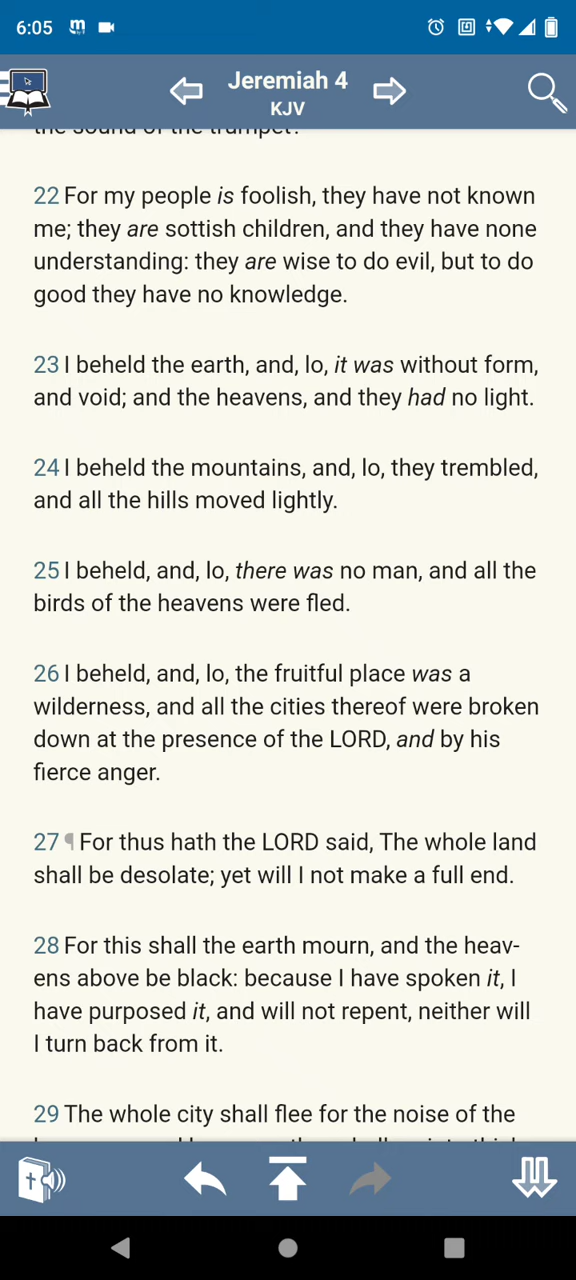 6:05
Jeremiah 4
KJV
the sound of the trumpet?
22 For my people is foolish, they have not known
me; they are sottish children, and they have none
understanding: they are wise to do evil, but to do
good they have no knowledge.
23 I beheld the earth, and, lo, it was without form,
and void; and the heavens, and they had no light.
24 I beheld the mountains, and, lo, they trembled,
and all the hills moved lightly.
25 I beheld, and, lo, there was no man, and all the
birds of the heavens were fled.
26 I beheld, and, lo, the fruitful place was a
wilderness, and all the cities thereof were broken
down at the presence of the LORD, and by his
fierce anger.
27 ¶ For thus hath the LORD said, The whole land
shall be desolate; yet will I not make a full end.
28 For this shall the earth mourn, and the heav-
ens above be black: because I have spoken it, I
have purposed it, and will not repent, neither will
I turn back from it.
29 The whole city shall flee for the noise of the